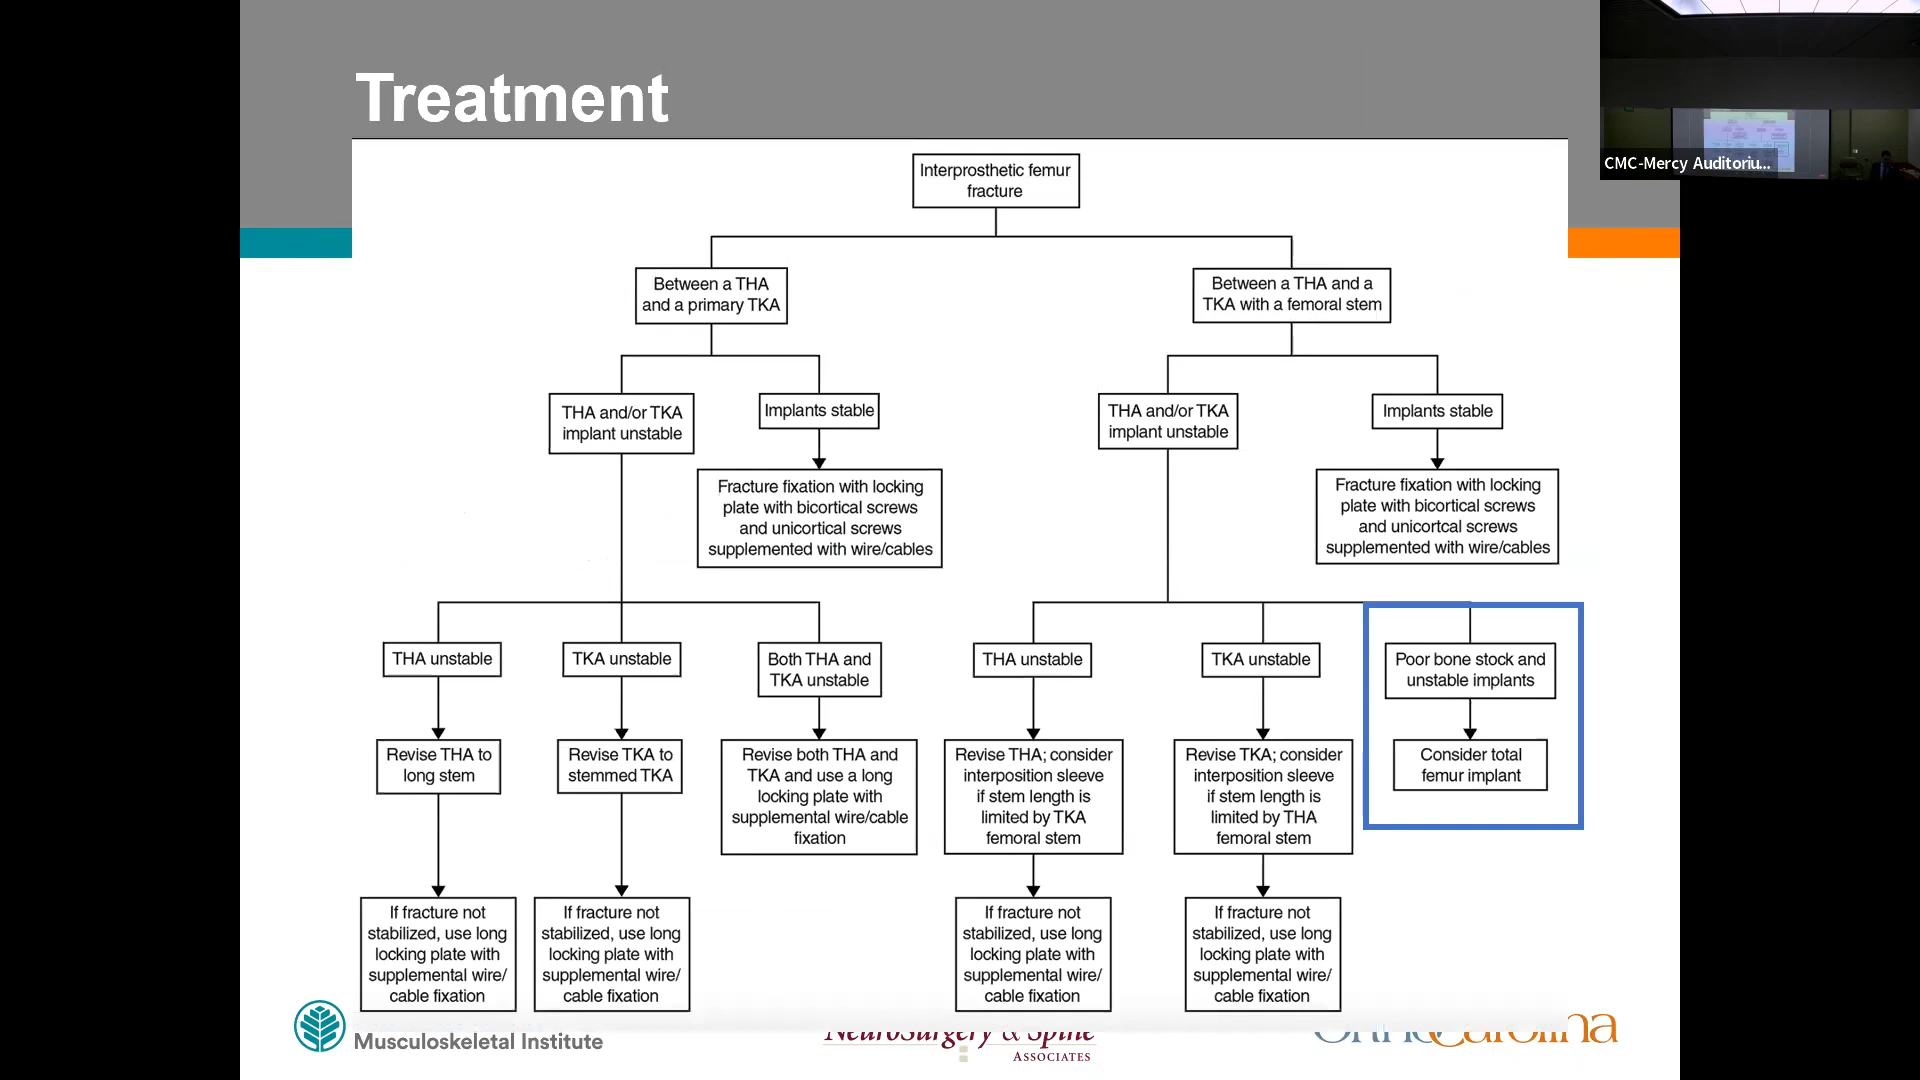 Treatment
CMC-Mercy Auditoriu...
Interprosthetic femur
fracture
Between a THA
and a primary TKA
Between a THA and a
TKA with a femoral stem
THA and/or TKA
implant unstable
Implants stable
THA and/or TKA
implant unstable
Implants stable
Fracture fixation with locking
plate with bicortical screws
and unicortical screws
supplemented with wire/cables
Fracture fixation with locking
plate with bicortical screws
and unicortcal screws
supplemented with wire/cables
THA unstable
TKA unstable
Both THA and
TKA unstable
THA unstable
TKA unstable
Poor bone stock and
unstable implants
Revise THA to
long stem
Revise TKA to
stemmed TKA
Revise both THA and
TKA and use a long
locking plate with
supplemental wire/cable
fixation
Revise THA; consider
interposition sleeve
if stem length is
limited by TKA
femoral stem
Revise TKA; consider
interposition sleeve
if stem length is
limited by THA
femoral stem
Consider total
femur implant
If fracture not
stabilized, use long
locking plate with
supplemental wire/
cable fixation
If fracture not
stabilized, use long
locking plate with
supplemental wire/
cable fixation
If fracture not
stabilized, use long
locking plate with
supplemental wire/
cable fixation
If fracture not
stabilized, use long
locking plate with
supplemental wire/
cable fixation
Musculoskeletal Institute
Neurosurgery & Spine
Associates
OrthoCarolina